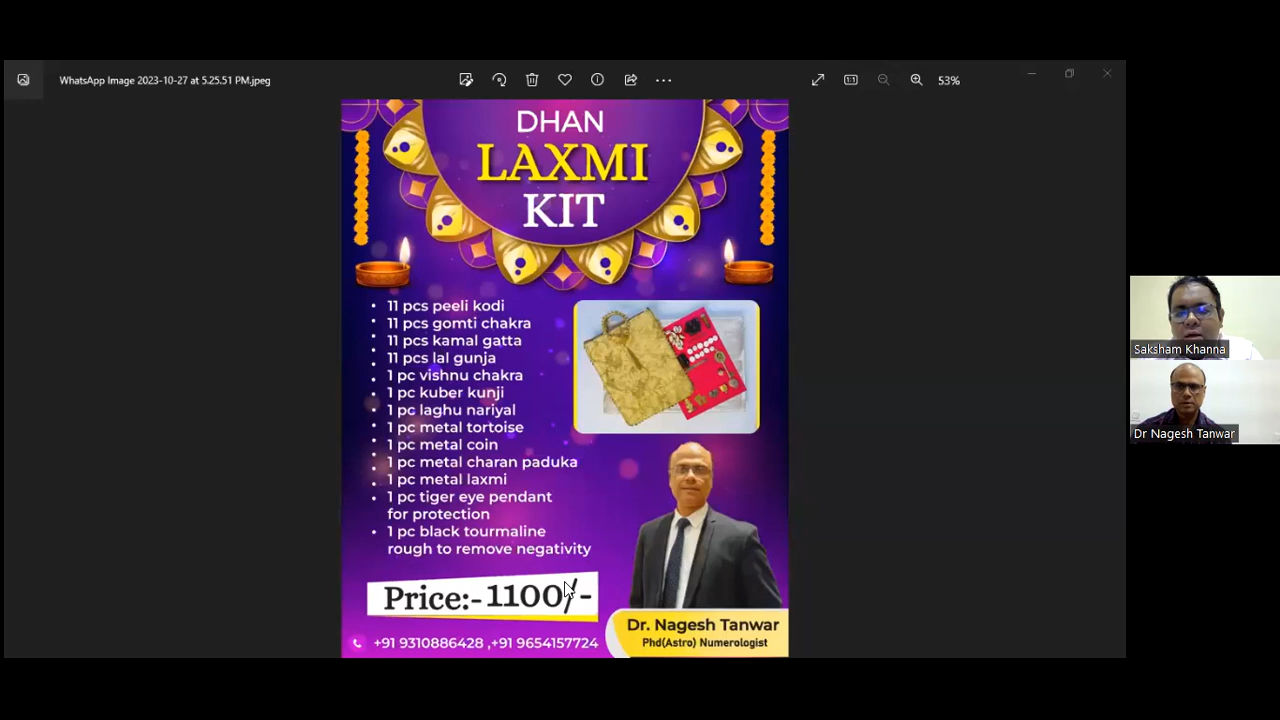 WhatsApp Image 2023-10-27 at 5.25.51 PM.jpeg
53%
DHAN
LAXMI
KIT
• 11 pcs peeli kodi
• 11 pcs gomti chakra
• 11 pcs kamal gatta
• 11 pcs lal gunja
• 1 pc vishnu chakra
• 1 pc kuber kunji
• 1 pc laghu nariyal
• 1 pc metal tortoise
• 1 pc metal coin
• 1 pc metal charan paduka
• 1 pc metal laxmi
• 1 pc tiger eye pendant
for protection
• 1 pc black tourmaline
rough to remove negativity
Price:-1100/-
+91 9310886428 ,+91 9654157724
Dr. Nagesh Tanwar
Phd(Astro) Numerologist
Saksham Khanna
Dr Nagesh Tanwar